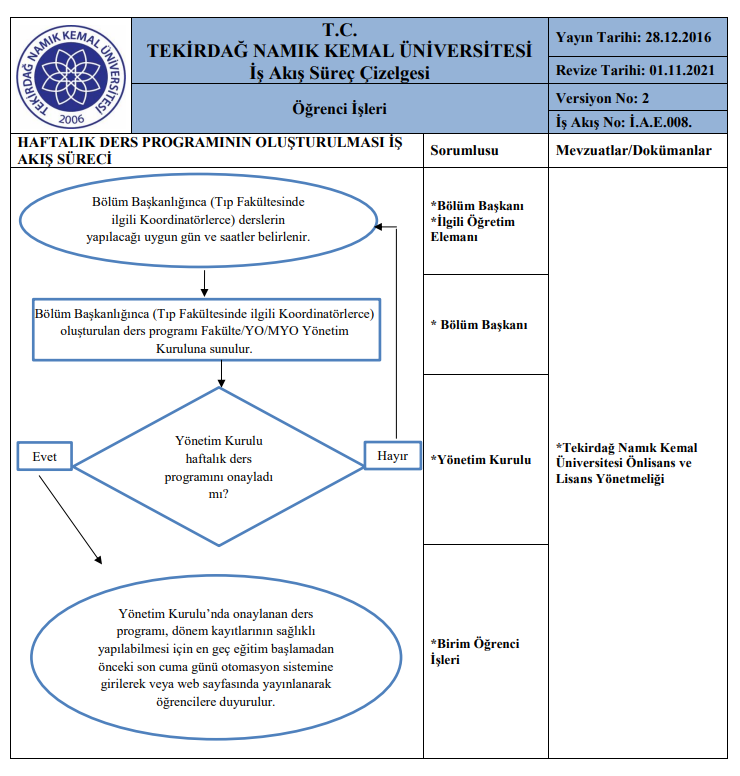 TEKİRDAĞ NAMIK KEMAL ÜNİVERSİTESİ
2006
T.C.
TEKİRDAĞ NAMIK KEMAL ÜNİVERSİTESİ
İş Akış Süreç Çizelgesi
Öğrenci İşleri
Yayın Tarihi: 28.12.2016
Revize Tarihi: 01.11.2021
Versiyon No: 2
İş Akış No: İ.A.E.008.
HAFTALIK DERS PROGRAMININ OLUŞTURULMASI İŞ
AKIŞ SÜRECİ
Sorumlusu
Mevzuatlar/Dokümanlar
Bölüm Başkanlığınca (Tıp Fakültesinde
ilgili Koordinatörlerce) derslerin
yapılacağı uygun gün ve saatler belirlenir.
*Bölüm Başkanı
*İlgili Öğretim
Elemanı
Bölüm Başkanlığınca (Tıp Fakültesinde ilgili Koordinatörlerce)
oluşturulan ders programı Fakülte/YO/MYO Yönetim
Kuruluna sunulur.
* Bölüm Başkanı
Evet
Yönetim Kurulu
haftalık ders
programını onayladı
mı?
Hayır
*Yönetim Kurulu
*Tekirdağ Namık Kemal
Üniversitesi Önlisans ve
Lisans Yönetmeliği
Yönetim Kurulu’nda onaylanan ders
programı, dönem kayıtlarının sağlıklı
yapılabilmesi için en geç eğitim başlamadan
önceki son cuma günü otomasyon sistemine
girilerek veya web sayfasında yayınlanarak
öğrencilere duyurulur.
*Birim Öğrenci
İşleri